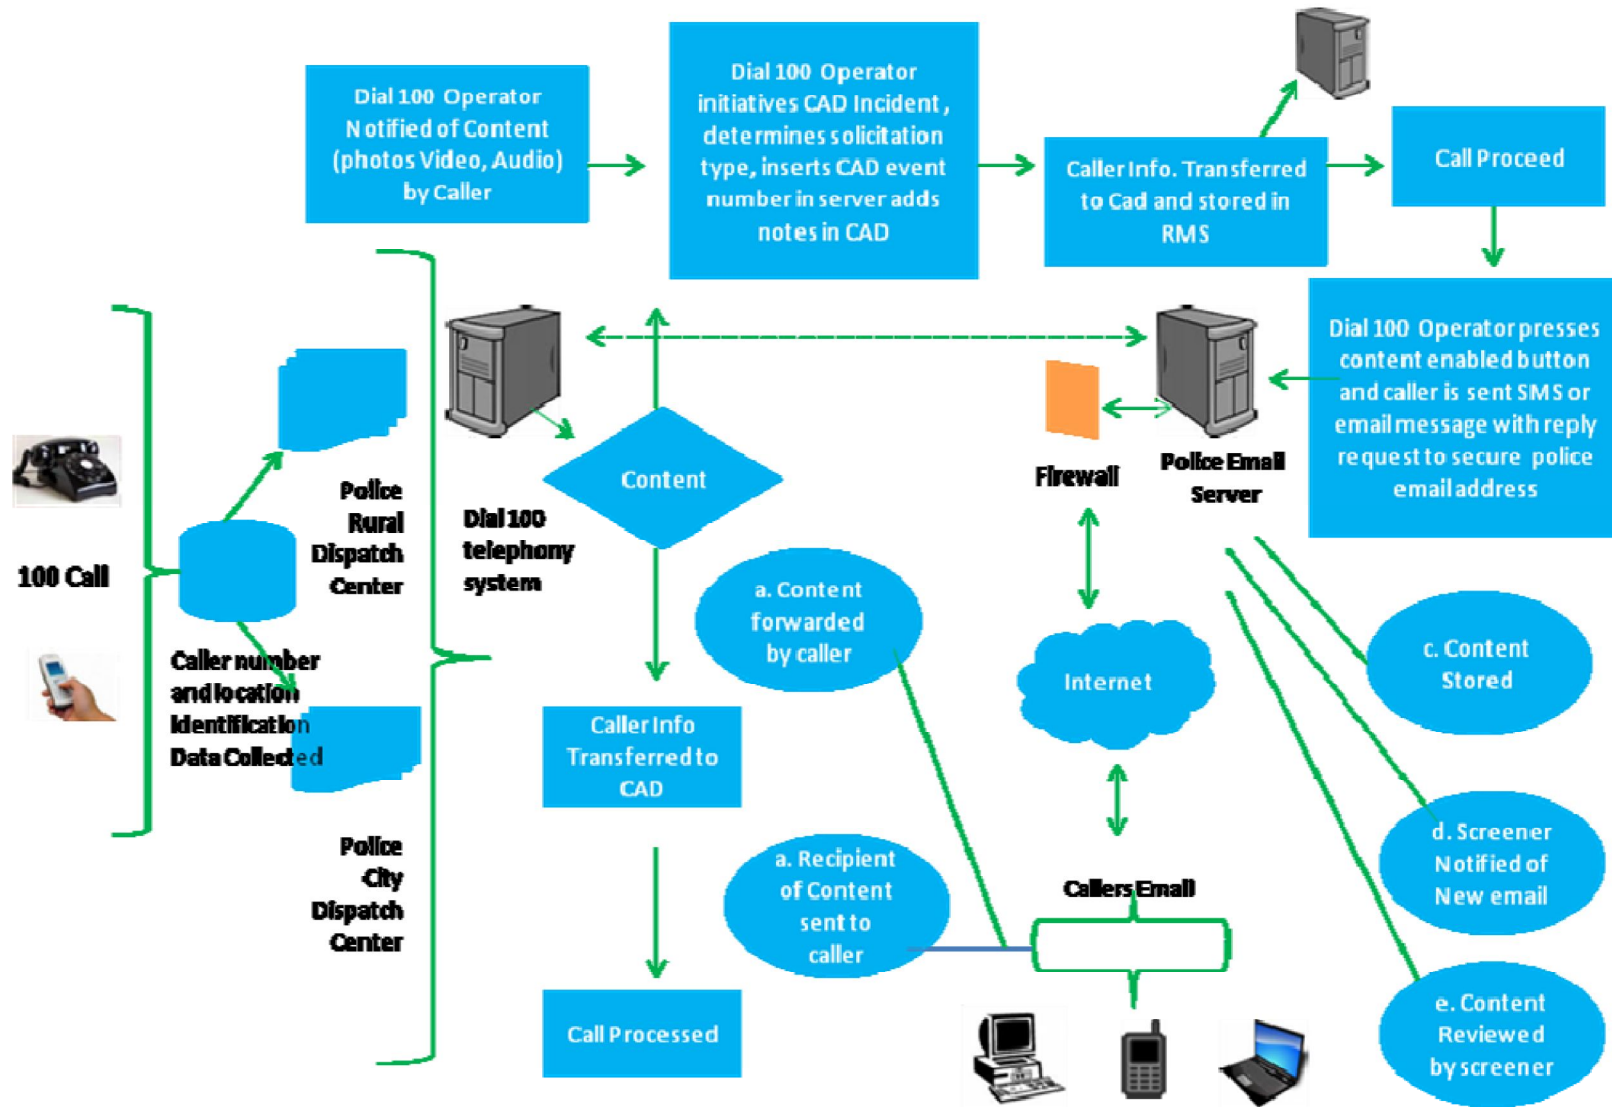 Dial 100 Operator
Notified of Content
(photos Video, Audio)
by Caller
Dial 100 Operator
initiatives CAD Incident ,
determines solicitation
type, inserts CAD event
number in server adds
notes in CAD
Caller Info. Transferred
to Cad and stored in
RMS
Call Proceed
Dial 100 Operator presses
content enabled button
and caller is sent SMS or
email message with reply
request to secure police
email address
100 Call
Caller number
and location
Identification
Data Collected
Police
Rural
Dispatch
Center
Police
City
Dispatch
Center
Dial 100
telephony
system
Content
Caller Info
Transferred to
CAD
Call Processed
Firewall
Police Email
Server
a. Content
forwarded
by caller
Internet
a. Recipient
of Content
sent to
caller
Callers Email
c. Content
Stored
d. Screener
Notified of
New email
e. Content
Reviewed
by screener